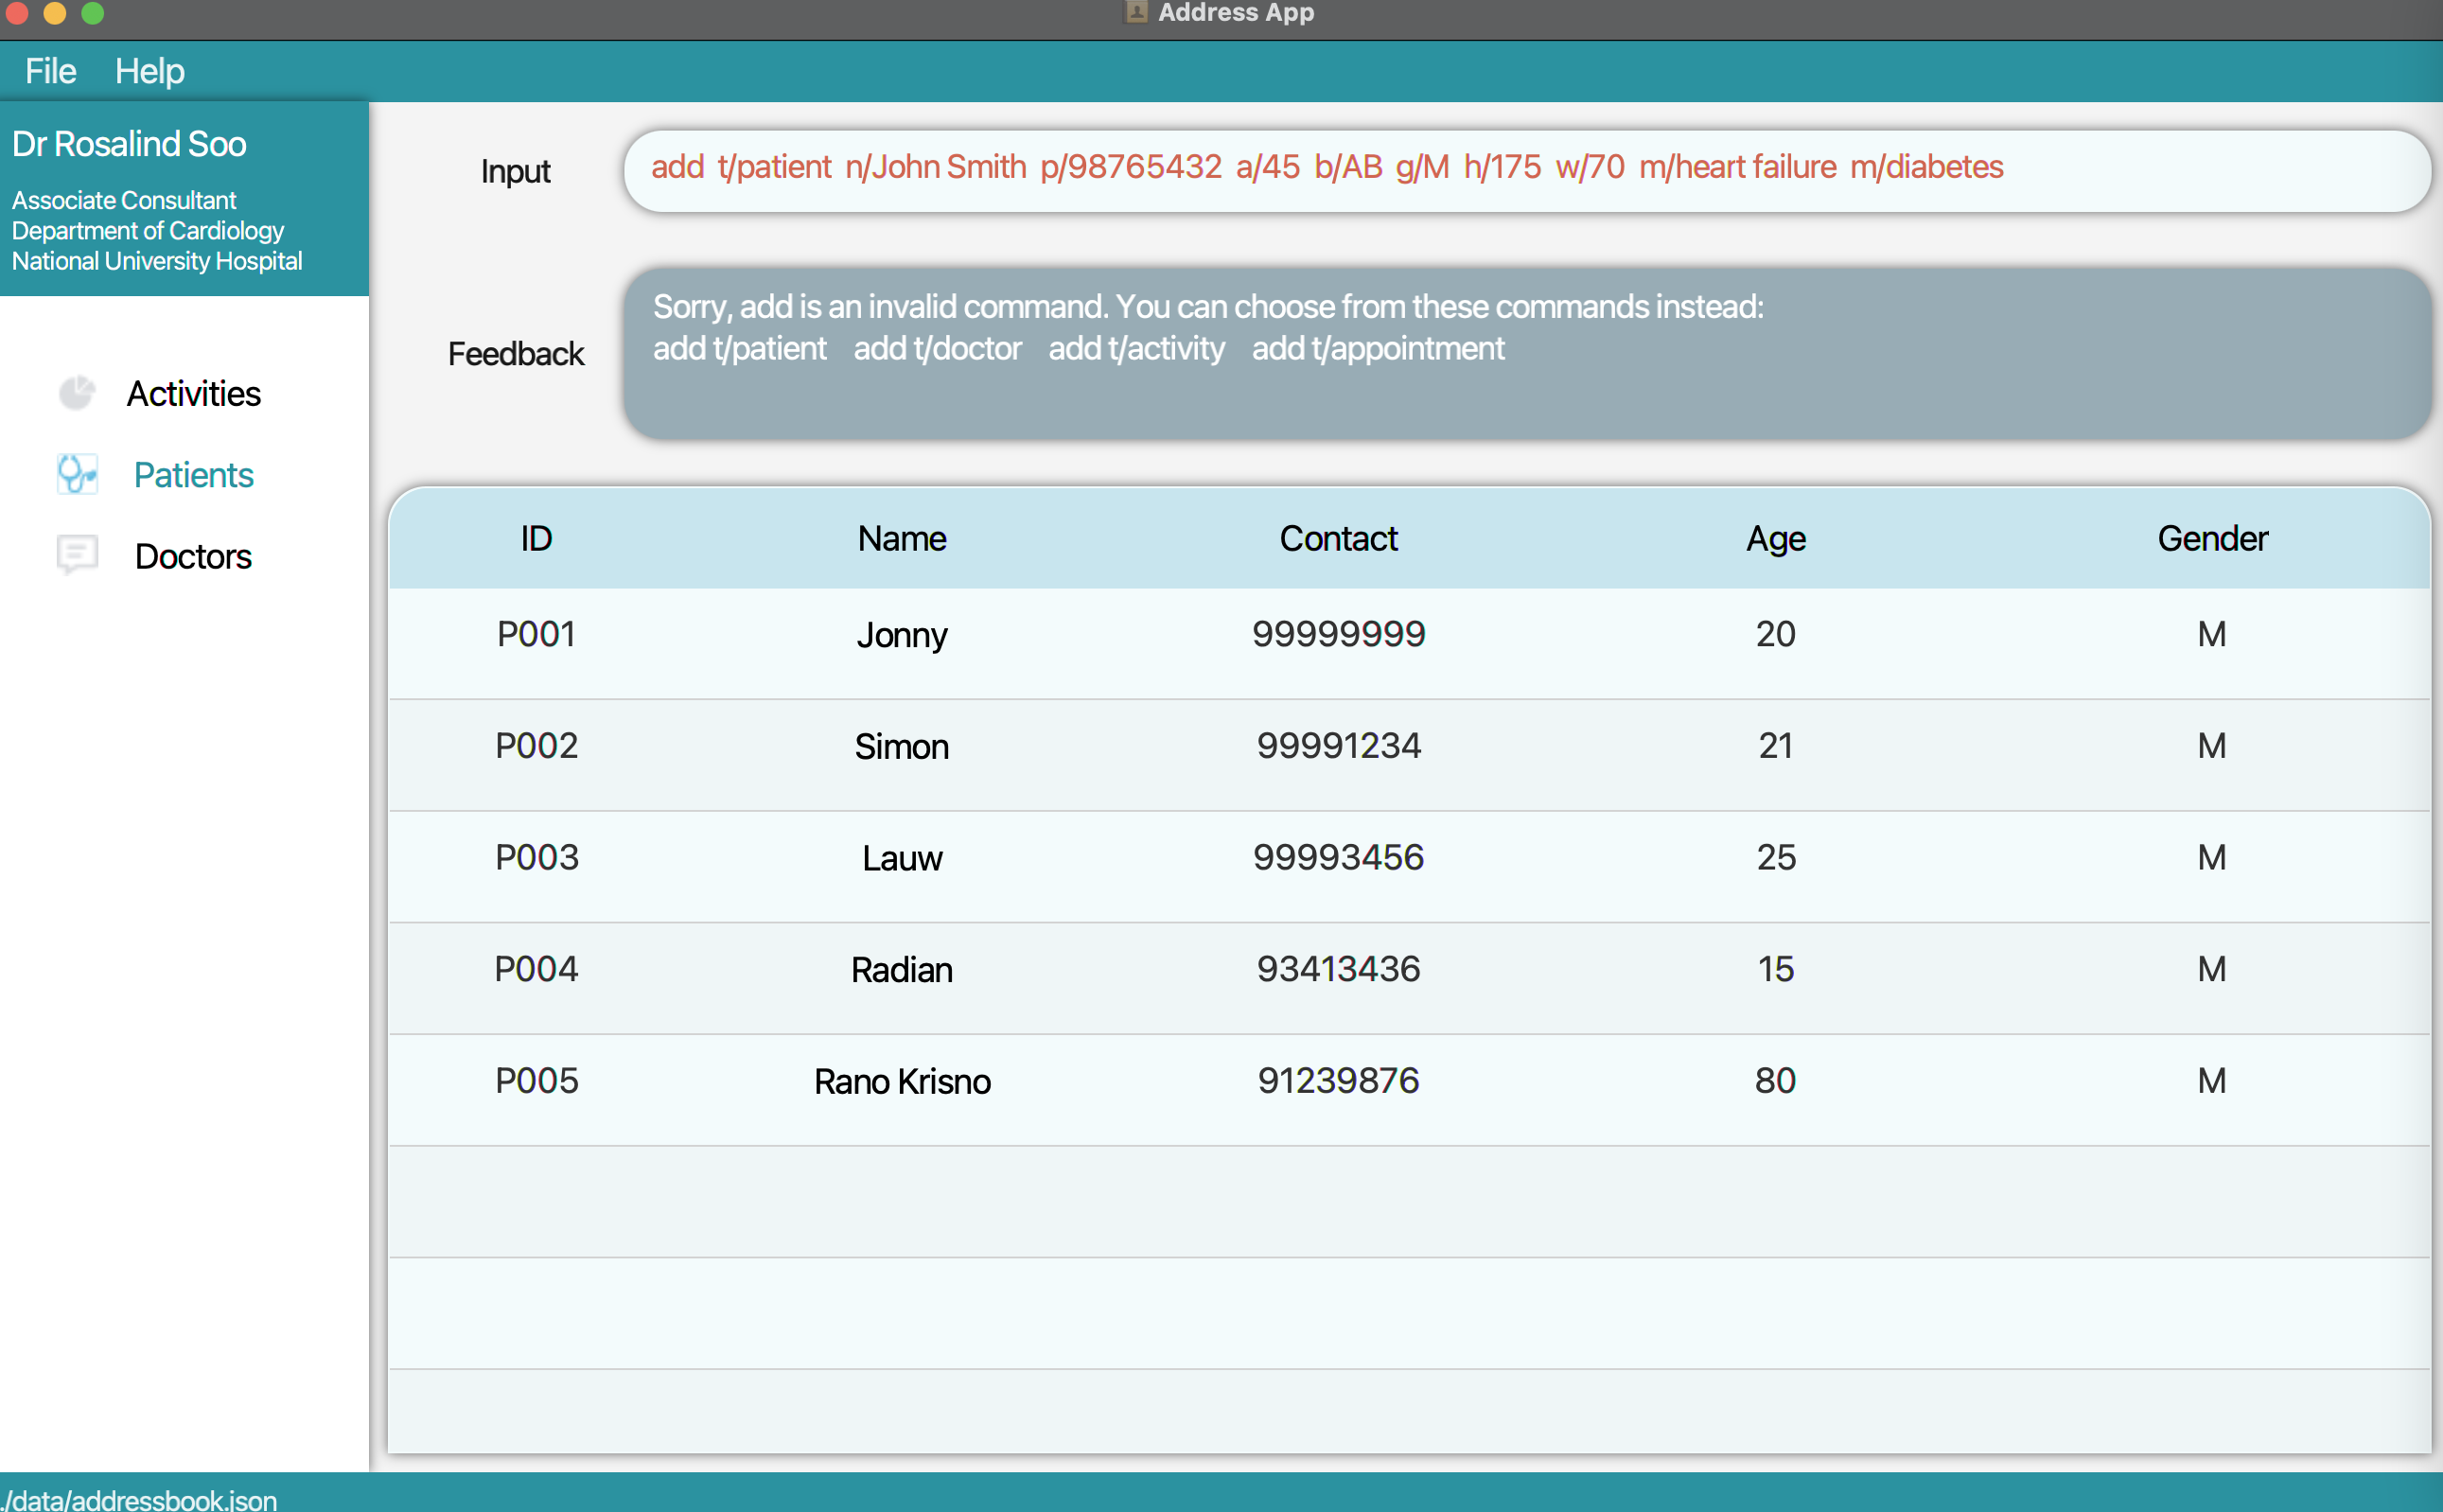 Address App
File Help
Dr Rosalind Soo
Associate Consultant
Department of Cardiology
National University Hospital
Activities
Patients
Doctors
Input
add t/patient n/John Smith p/98765432 a/45 b/AB g/M h/175 w/70 m/heart failure m/diabetes
Feedback
Sorry, add is an invalid command. You can choose from these commands instead:
add t/patient add t/doctor add t/activity add t/appointment
ID Name Contact Age Gender
P001 Jonny 99999999 20 M
P002 Simon 99991234 21 M
P003 Lauw 99993456 25 M
P004 Radian 93413436 15 M
P005 Rano Krisno 91239876 80 M
./data/addressbook.json